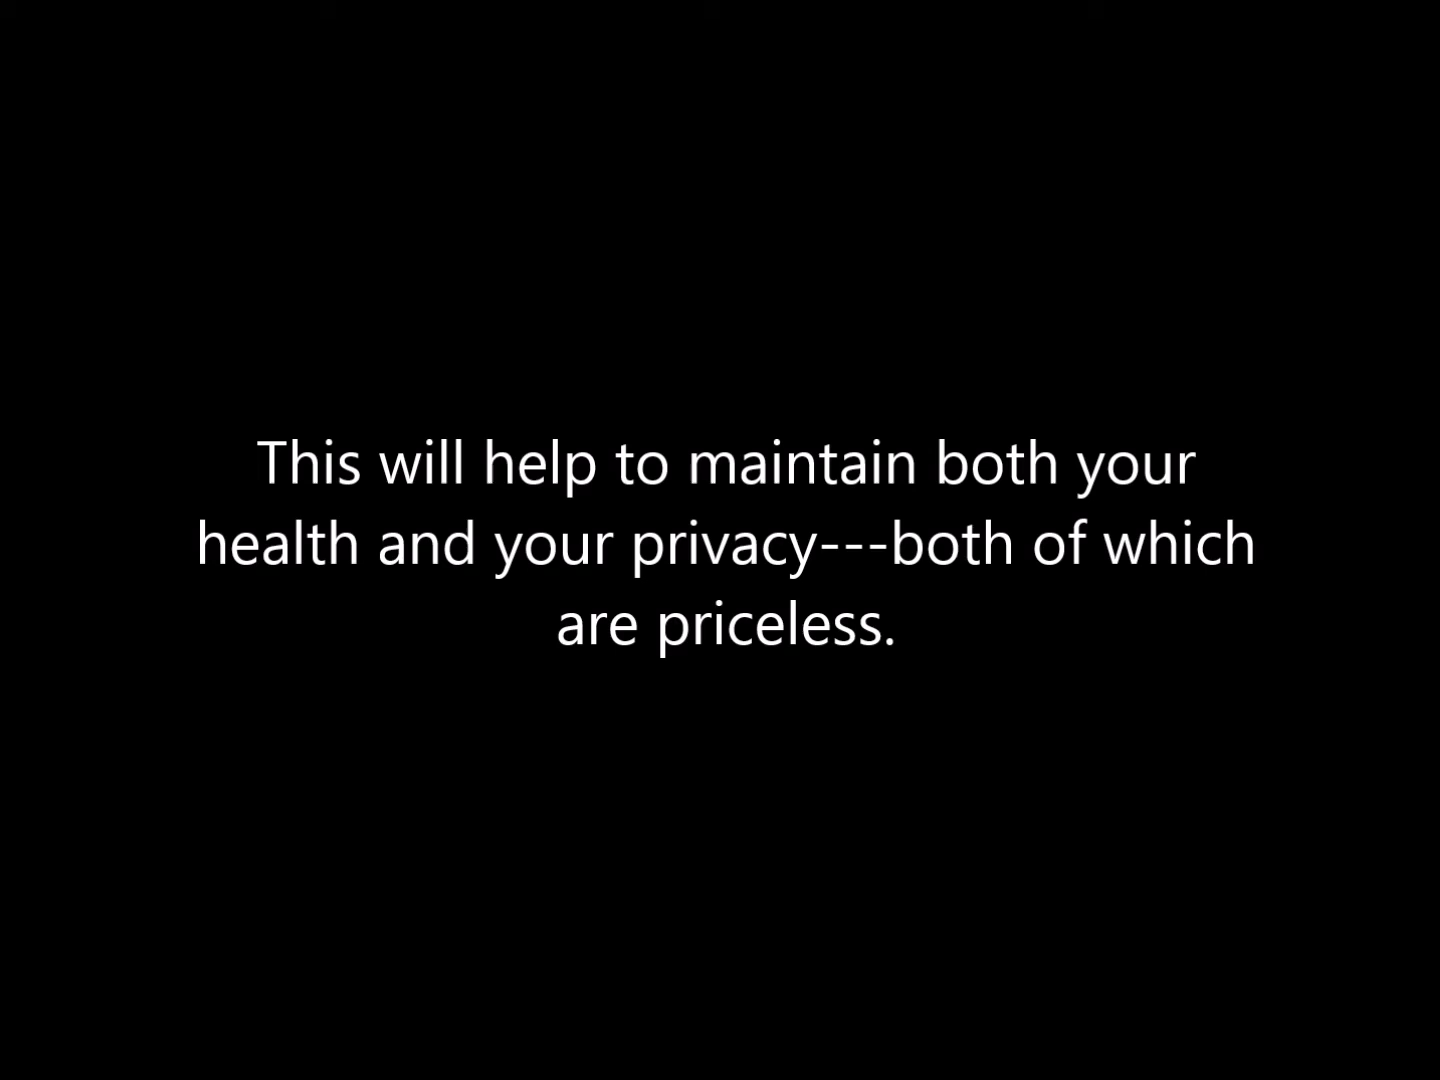 This will help to maintain both your
health and your privacy---both of which
are priceless.